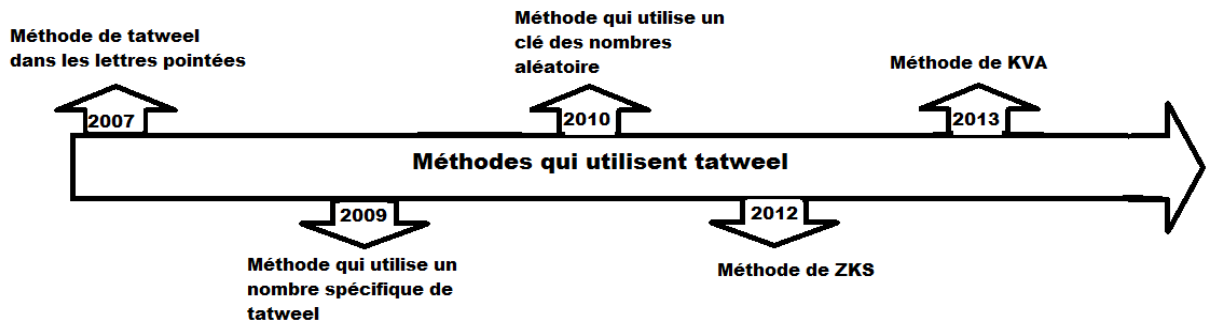 Méthode de tatweel
dans les lettres pointées
2007
Méthode qui utilise un
clé des nombres
aléatoire
2010
Méthode de KVA
2013
Méthodes qui utilisent tatweel
2009
Méthode qui utilise un
nombre spécifique de
tatweel
2012
Méthode de ZKS